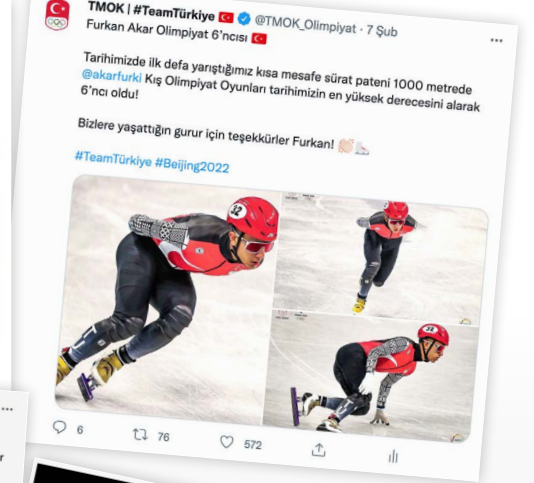 TMOK | #TeamTürkiye @TMOK_Olimpiyat · 7 Şub
Furkan Akar Olimpiyat 6'ncısı
Tarihimizde ilk defa yarıştığımız kısa mesafe sürat pateni 1000 metrede
@akarfurki Kış Olimpiyat Oyunları tarihimizin en yüksek derecesini alarak
6'ncı oldu!
Bizlere yaşattığın gurur için teşekkürler Furkan!
#TeamTürkiye #Beijing2022
32
32
6 76 572